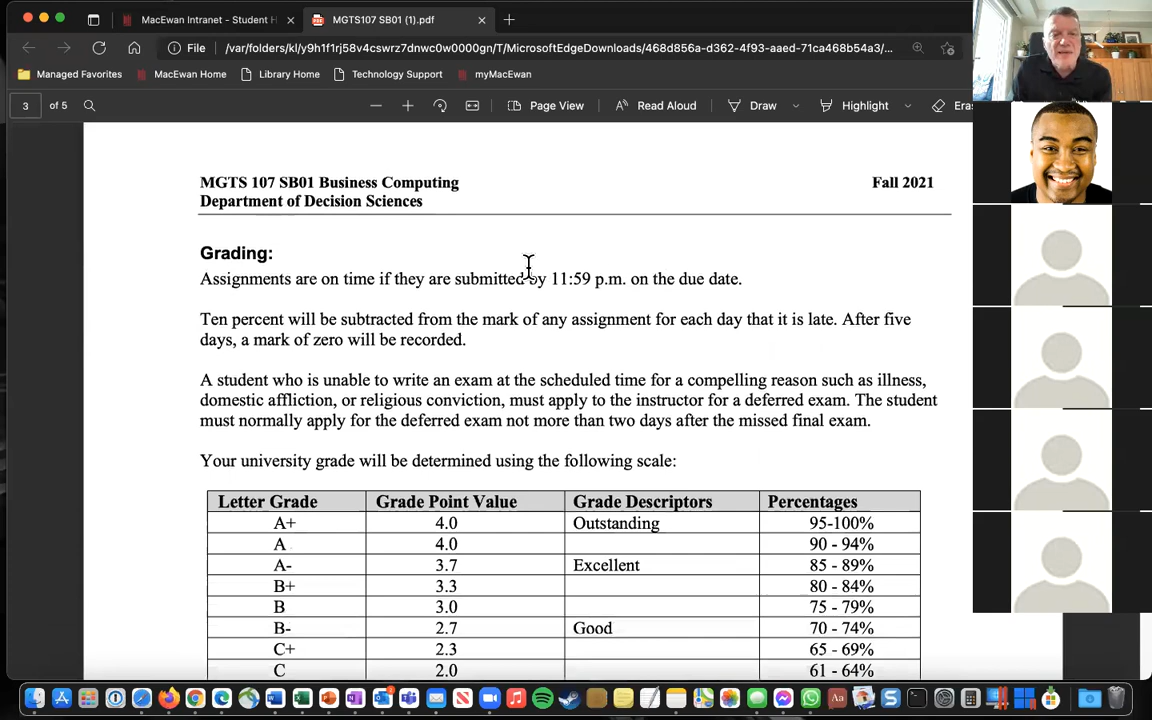 MacEwan Intranet - Student H
MGTS107 SB01 (1).pdf
File
/var/folders/kl/y9h1f1rj58v4cswrz7dnwc0w0000gn/T/MicrosoftEdgeDownloads/468d856a-d362-4f93-aaed-71ca468b54a3/...
Managed Favorites
MacEwan Home
Library Home
Technology Support
myMacEwan
3 of 5
Page View
Read Aloud
Draw
Highlight
Eras
MGTS 107 SB01 Business Computing Fall 2021
Department of Decision Sciences
Grading:
Assignments are on time if they are submitted by 11:59 p.m. on the due date.
Ten percent will be subtracted from the mark of any assignment for each day that it is late. After five
days, a mark of zero will be recorded.
A student who is unable to write an exam at the scheduled time for a compelling reason such as illness,
domestic affliction, or religious conviction, must apply to the instructor for a deferred exam. The student
must normally apply for the deferred exam not more than two days after the missed final exam.
Your university grade will be determined using the following scale:
Letter Grade Grade Point Value Grade Descriptors Percentages
A+ 4.0 Outstanding 95-100%
A 4.0 90 - 94%
A- 3.7 Excellent 85 - 89%
B+ 3.3 80 - 84%
B 3.0 75 - 79%
B- 2.7 Good 70 - 74%
C+ 2.3 65 - 69%
C 2.0 61 - 64%